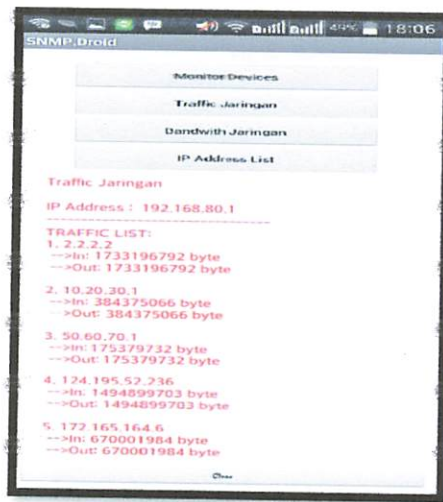 49% 18:06
SNMP.Droid
Monitor Devices
Traffic Jaringan
Bandwith Jaringan
IP Address List
Traffic Jaringan
IP Address : 192.168.80.1
------------------------------------
TRAFFIC LIST:
1. 2.2.2.2
-->In: 1733196792 byte
-->Out: 1733196792 byte
2. 10.20.30.1
-->In: 384375066 byte
-->Out: 384375066 byte
3. 50.60.70.1
-->In: 175379732 byte
-->Out: 175379732 byte
4. 124.195.52.236
-->In: 1494899703 byte
-->Out: 1494899703 byte
5. 172.165.164.6
-->In: 670001984 byte
-->Out: 670001984 byte